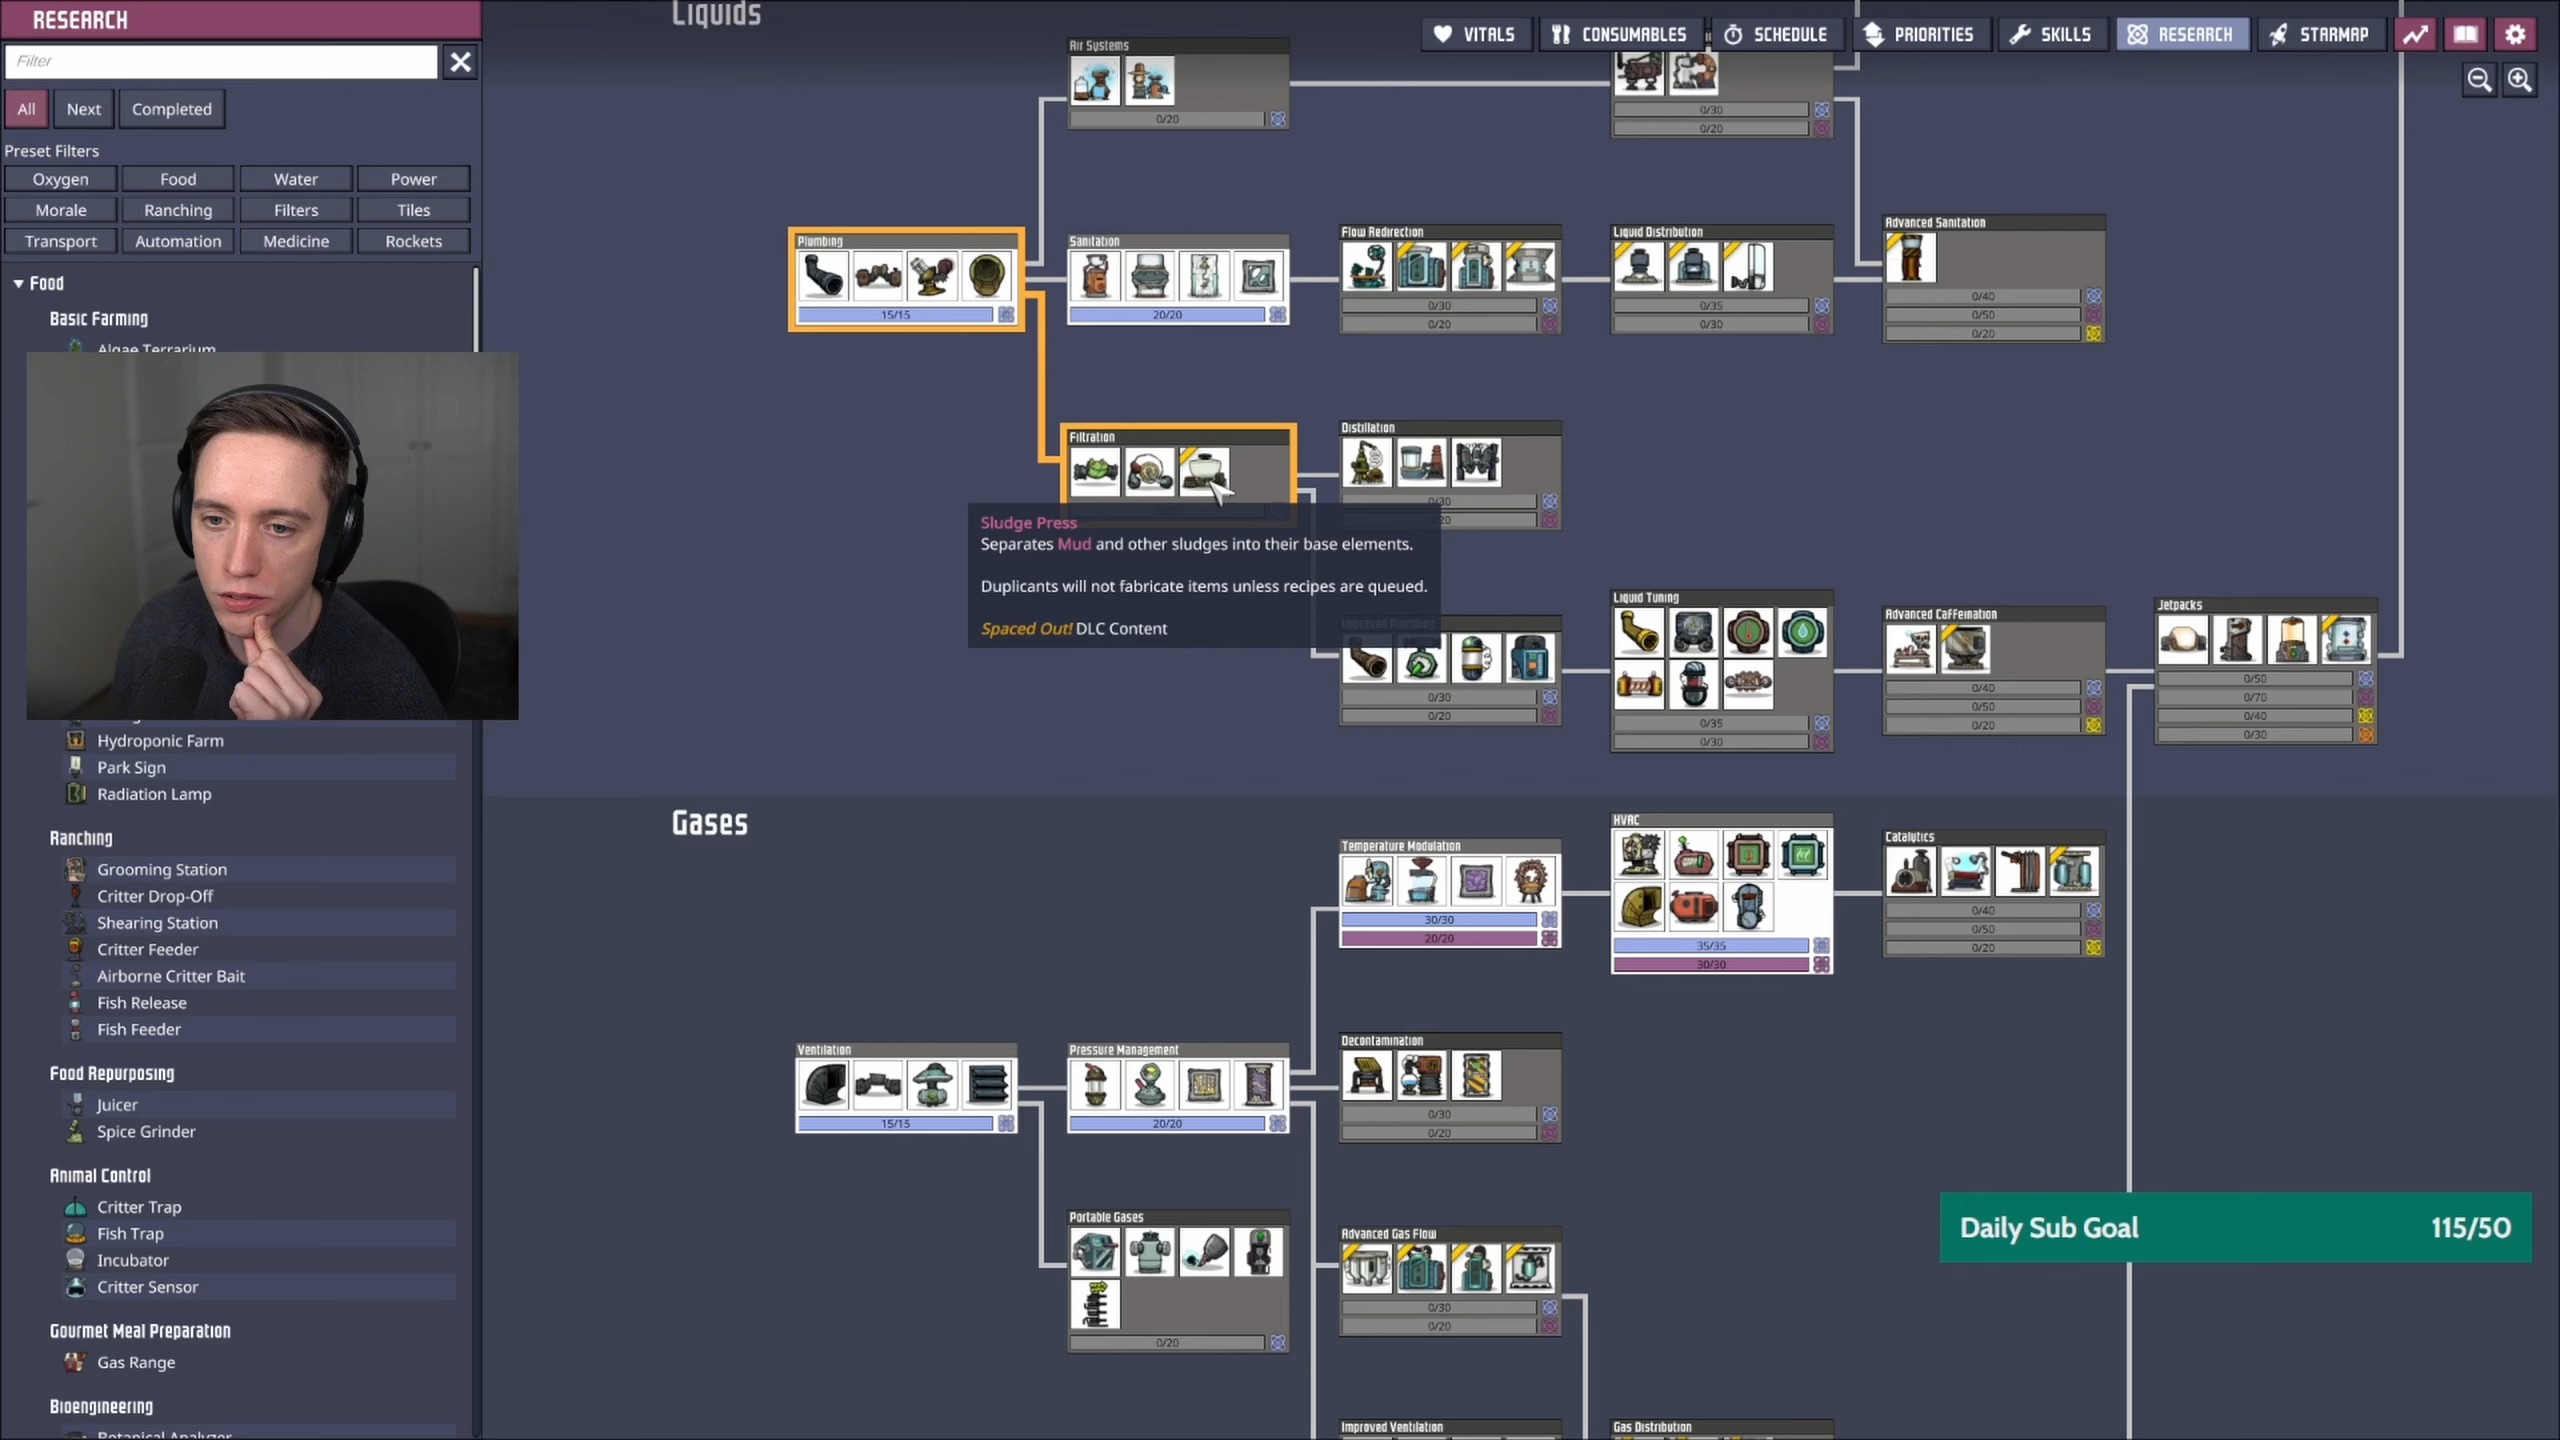 RESEARCH
Filter
All
Next
Completed
Preset Filters
Oxygen
Food
Water
Power
Morale
Ranching
Filters
Tiles
Transport
Automation
Medicine
Rockets
Food
Basic Farming
Algae Terrarium
Hydroponic Farm
Park Sign
Radiation Lamp
Ranching
Grooming Station
Critter Drop-Off
Shearing Station
Critter Feeder
Airborne Critter Bait
Fish Release
Fish Feeder
Food Repurposing
Juicer
Spice Grinder
Animal Control
Critter Trap
Fish Trap
Incubator
Critter Sensor
Gourmet Meal Preparation
Gas Range
Bioengineering
Botanical Analyzer
Liquids
VITALS
CONSUMABLES
SCHEDULE
PRIORITIES
SKILLS
RESEARCH
STARMAP
Air Systems
0/20
0/30
0/20
Plumbing
15/15
Sanitation
20/20
Flow Redirection
0/30
0/20
Liquid Distribution
0/35
0/30
Advanced Sanitation
0/40
0/50
0/20
Filtration
Distillation
0/30
Sludge Press
Separates Mud and other sludges into their base elements.
Duplicants will not fabricate items unless recipes are queued.
Spaced Out! DLC Content
Improved Plumbing
0/30
0/20
Liquid Tuning
0/35
0/30
Advanced Caffeination
0/40
0/50
0/20
Jetpacks
0/50
0/70
0/40
0/30
Gases
Temperature Modulation
30/30
20/20
HVAC
35/35
30/30
Catalytics
0/40
0/50
0/20
Ventilation
15/15
Pressure Management
20/20
Decontamination
0/30
0/20
Portable Gases
0/20
Advanced Gas Flow
0/30
0/20
Improved Ventilation
Gas Distribution
Daily Sub Goal
115/50